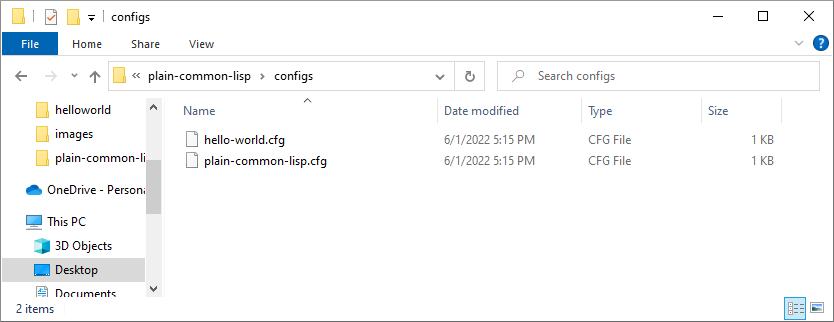 configs
File Home Share View
plain-common-lisp configs Search configs
Name Date modified Type Size
helloworld
images
plain-common-li
OneDrive - Persona
This PC
3D Objects
Desktop
Documents
hello-world.cfg 6/1/2022 5:15 PM CFG File 1 KB
plain-common-lisp.cfg 6/1/2022 5:15 PM CFG File 1 KB
2 items